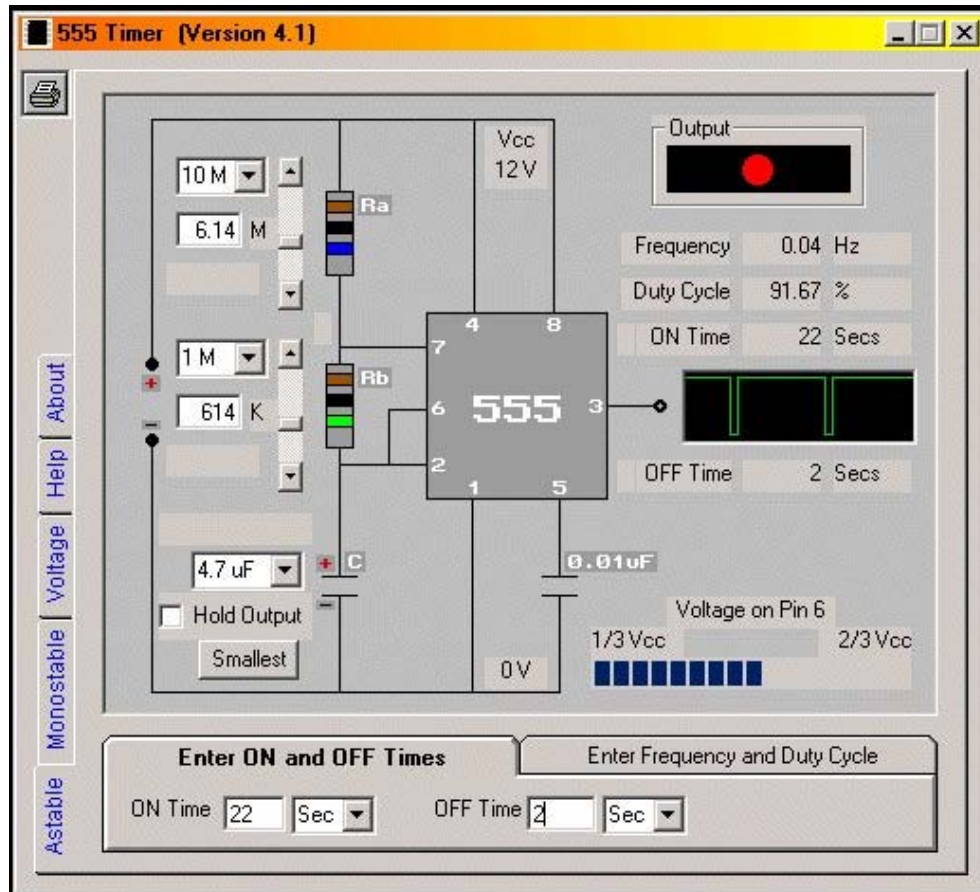 555 Timer (Version 4.1)
Vcc
12 V
Output
10 M
Ra
6.14 M
Frequency 0.04 Hz
Duty Cycle 91.67 %
4 8
ON Time 22 Secs
7
1 M
Rb
+
614 K
6
555
3
-
2
OFF Time 2 Secs
1 5
4.7 uF
+ C
0.01uF
-
Hold Output
Voltage on Pin 6
1/3 Vcc 2/3 Vcc
Smallest
0 V
About
Help
Voltage
Monostable
Astable
Enter ON and OFF Times
Enter Frequency and Duty Cycle
ON Time 22 Sec OFF Time 2 Sec